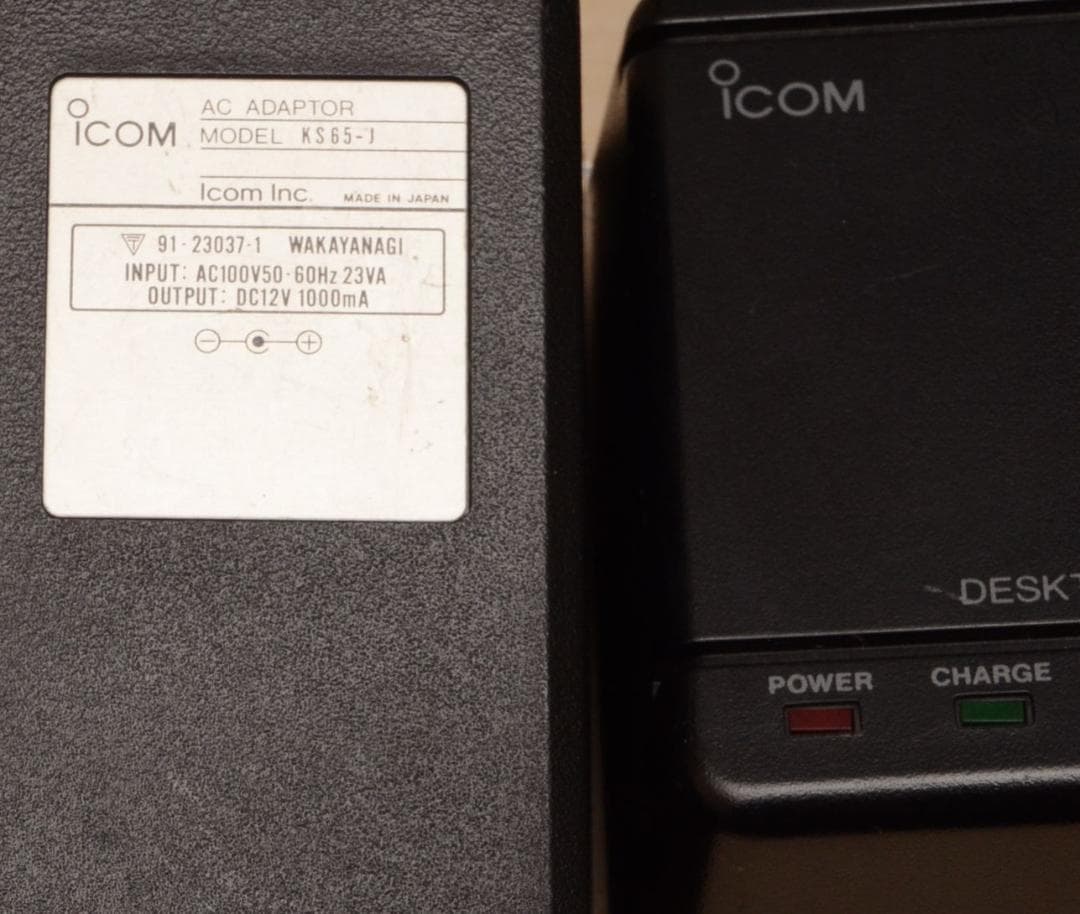 ICOM
AC ADAPTOR
MODEL KS65-J
Icom Inc. MADE IN JAPAN
91-23037-1 WAKAYANAGI
INPUT: AC100V50-60Hz 23VA
OUTPUT: DC12V 1000mA
ICOM
DESKT
POWER
CHARGE